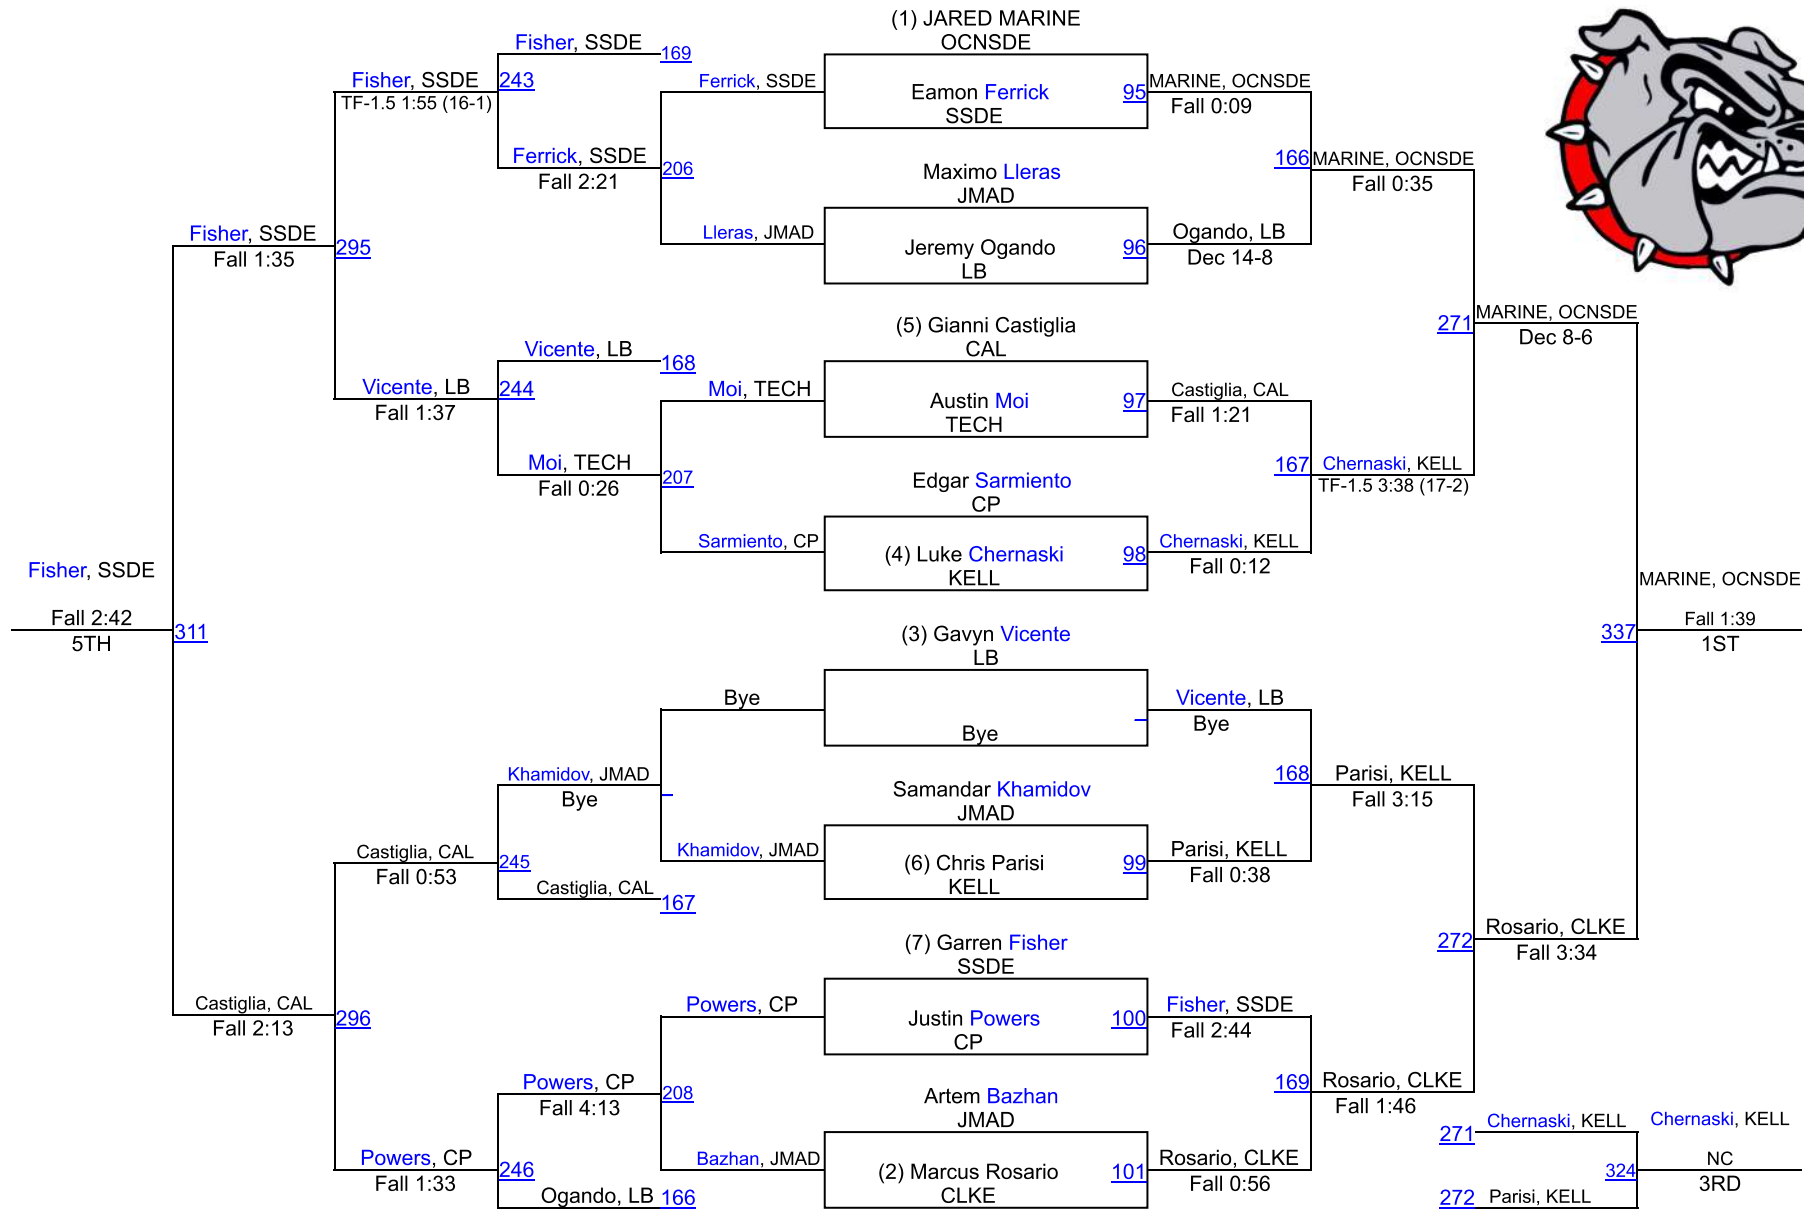 (1) JARED MARINE
OCNSDE
Fisher, SSDE
169
Fisher, SSDE
243
TF-1.5 1:55 (16-1)
Ferrick, SSDE
Eamon Ferrick
95
SSDE
MARINE, OCNSDE
Fall 0:09
Ferrick, SSDE
206
Fall 2:21
Maximo Lleras
JMAD
166
MARINE, OCNSDE
Fall 0:35
Fisher, SSDE
295
Fall 1:35
Lleras, JMAD
Jeremy Ogando
96
LB
Ogando, LB
Dec 14-8
(5) Gianni Castiglia
CAL
271
MARINE, OCNSDE
Dec 8-6
Vicente, LB
168
Vicente, LB
244
Fall 1:37
Moi, TECH
Austin Moi
97
TECH
Castiglia, CAL
Fall 1:21
Moi, TECH
207
Fall 0:26
Edgar Sarmiento
CP
167
Chernaski, KELL
TF-1.5 3:38 (17-2)
Sarmiento, CP
(4) Luke Chernaski
98
KELL
Chernaski, KELL
Fall 0:12
Fisher, SSDE
Fall 2:42
311
5TH
MARINE, OCNSDE
337
Fall 1:39
1ST
(3) Gavyn Vicente
LB
Bye
Bye
Vicente, LB
Bye
Khamidov, JMAD
Bye
Samandar Khamidov
JMAD
168
Parisi, KELL
Fall 3:15
Castiglia, CAL
245
Fall 0:53
Castiglia, CAL
167
Khamidov, JMAD
(6) Chris Parisi
99
KELL
Parisi, KELL
Fall 0:38
(7) Garren Fisher
SSDE
272
Rosario, CLKE
Fall 3:34
Castiglia, CAL
296
Fall 2:13
Powers, CP
Justin Powers
100
CP
Fisher, SSDE
Fall 2:44
Powers, CP
208
Fall 4:13
Artem Bazhan
JMAD
169
Rosario, CLKE
Fall 1:46
Powers, CP
246
Fall 1:33
Ogando, LB
166
Bazhan, JMAD
(2) Marcus Rosario
101
CLKE
Rosario, CLKE
Fall 0:56
271
Chernaski, KELL
Chernaski, KELL
324
NC
3RD
272
Parisi, KELL